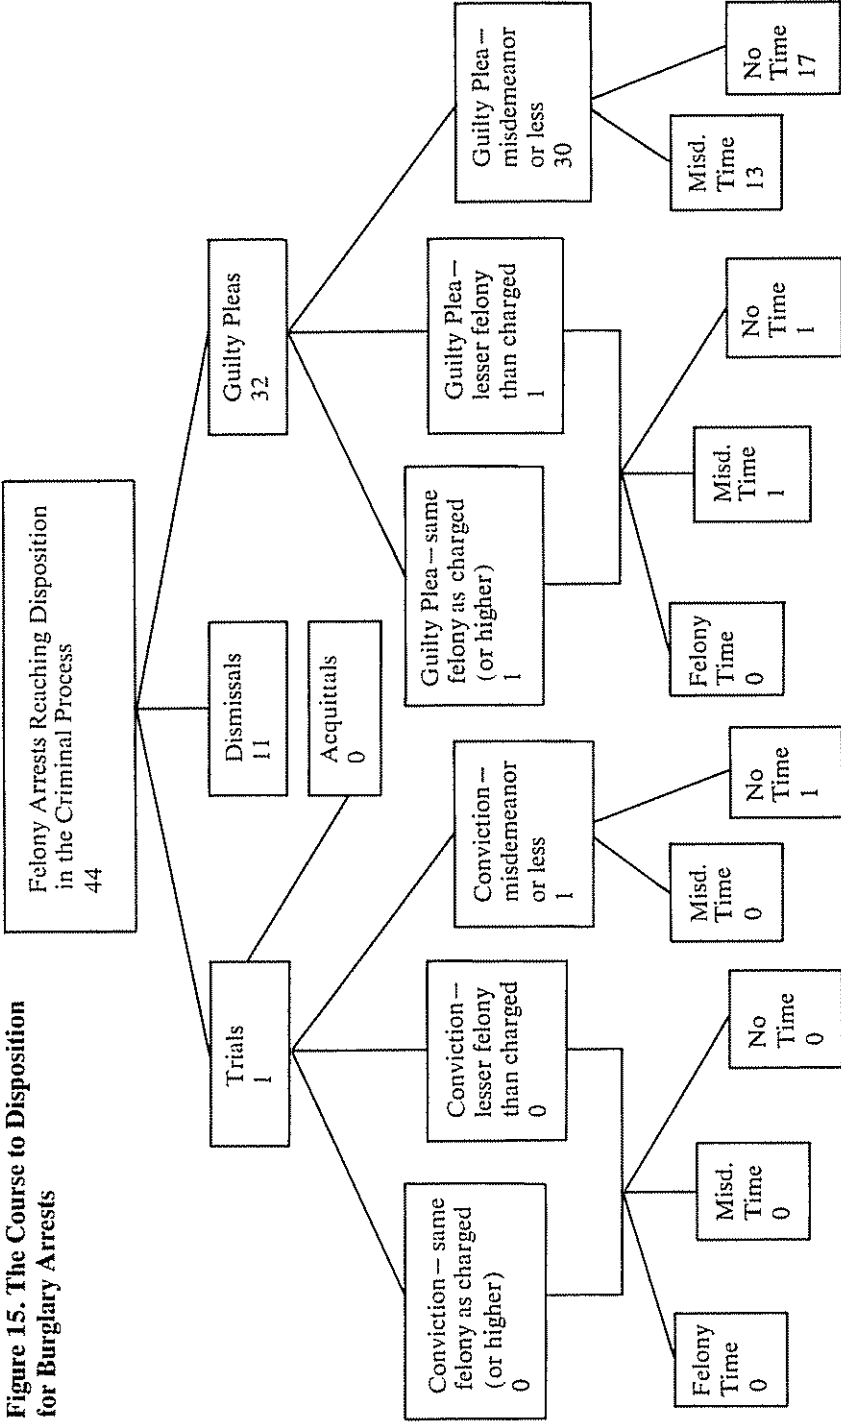 Figure 15. The Course to Disposition
for Burglary Arrests
Felony Arrests Reaching Disposition
in the Criminal Process
44
Trials
1
Dismissals
11
Acquittals
0
Guilty Pleas
32
Conviction—same
felony as charged
(or higher)
0
Conviction—
lesser felony
than charged
0
Conviction—
misdemeanor
or less
1
Guilty Plea—same
felony as charged
(or higher)
1
Guilty Plea—
lesser felony
than charged
1
Guilty Plea—
misdemeanor
or less
30
Felony
Time
0
Misd.
Time
0
No
Time
0
Misd.
Time
0
No
Time
1
Felony
Time
0
Misd.
Time
1
No
Time
1
Misd.
Time
13
No
Time
17